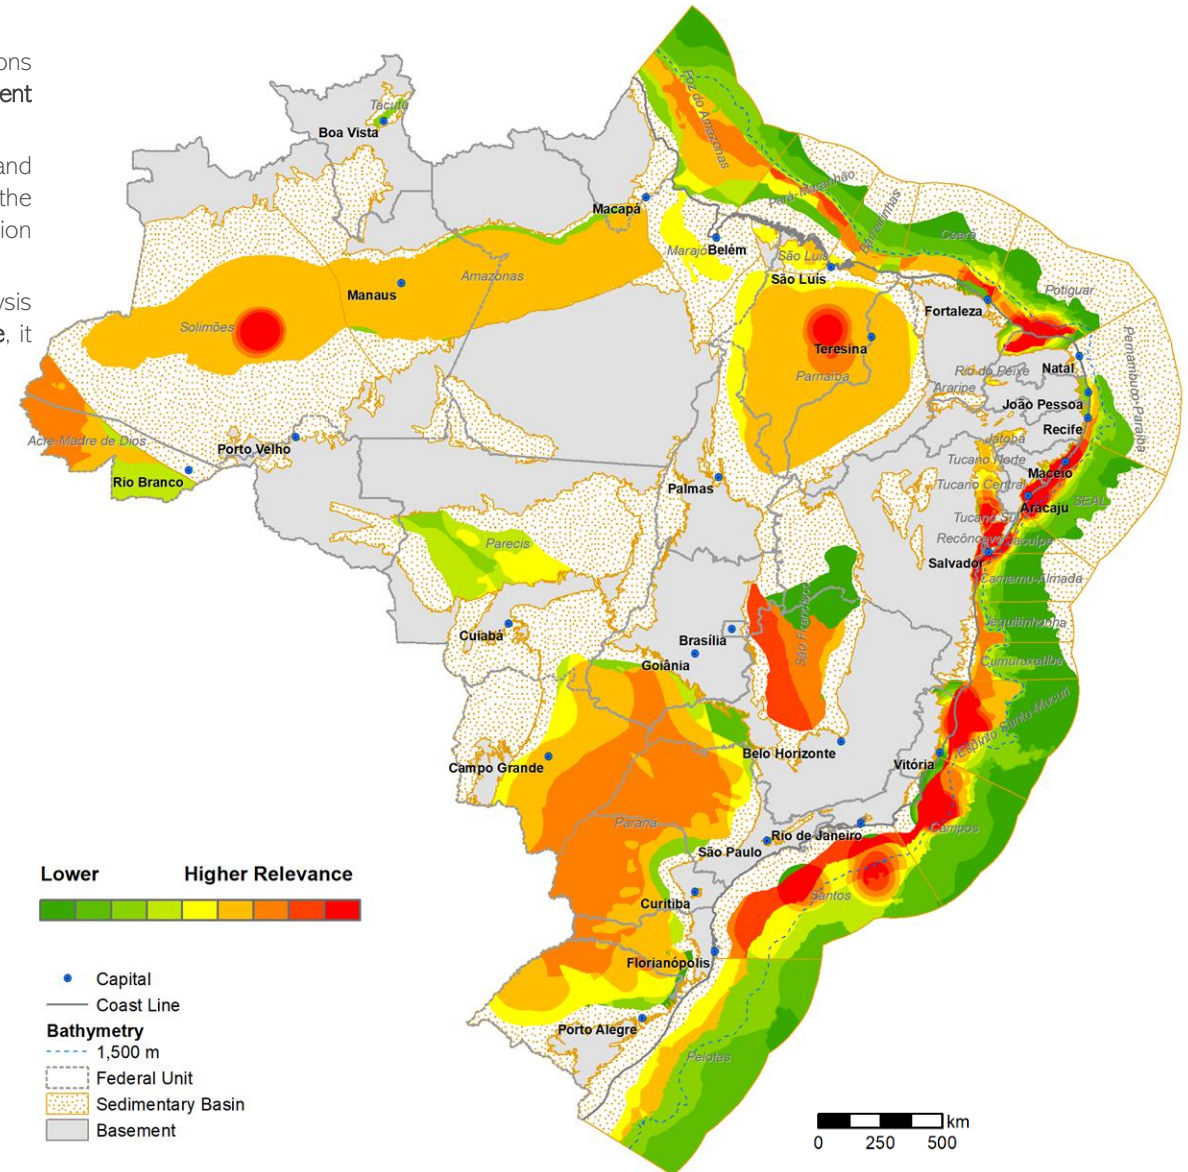 ons
ent
and
the
ion
ysis
e, it
Foz do Amazonas
Tacutu
Boa Vista
Pará-Maranhão
Macapá
Barreirinhas
Ceará
Marajó
Belém
São Luís
São Luís
Amazonas
Manaus
Potiguar
Fortaleza
Solimões
Teresina
Parnaíba
Pernambuco-Paraíba
Natal
Rio do Peixe
Araripe
João Pessoa
Recife
Acre-Madre de Dios
Porto Velho
Jatobá
Tucano Norte
Maceió
Rio Branco
Palmas
Tucano Central
SEAL
Aracaju
Tucano Sul
Recôncavo
Jacuípe
Parecis
Salvador
Camamu-Almada
São Francisco
Jequitinhonha
Cuiabá
Brasília
Goiânia
Cumuruxatiba
Espírito Santo-Mucuri
Belo Horizonte
Vitória
Campo Grande
Paraná
Campos
Rio de Janeiro
São Paulo
Santos
Curitiba
Florianópolis
Porto Alegre
Pelotas
Lower Higher Relevance
Capital
Coast Line
Bathymetry
1,500 m
Federal Unit
Sedimentary Basin
Basement
km
0 250 500